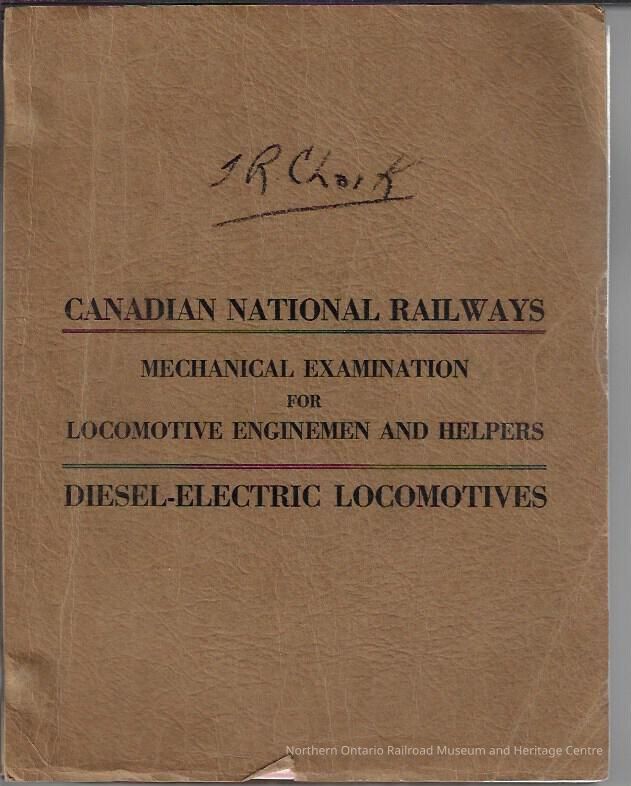 CANADIAN NATIONAL RAILWAYS
MECHANICAL EXAMINATION
FOR
LOCOMOTIVE ENGINEMEN AND HELPERS
DIESEL-ELECTRIC LOCOMOTIVES
Northern Ontario Railroad Museum and Heritage Centre